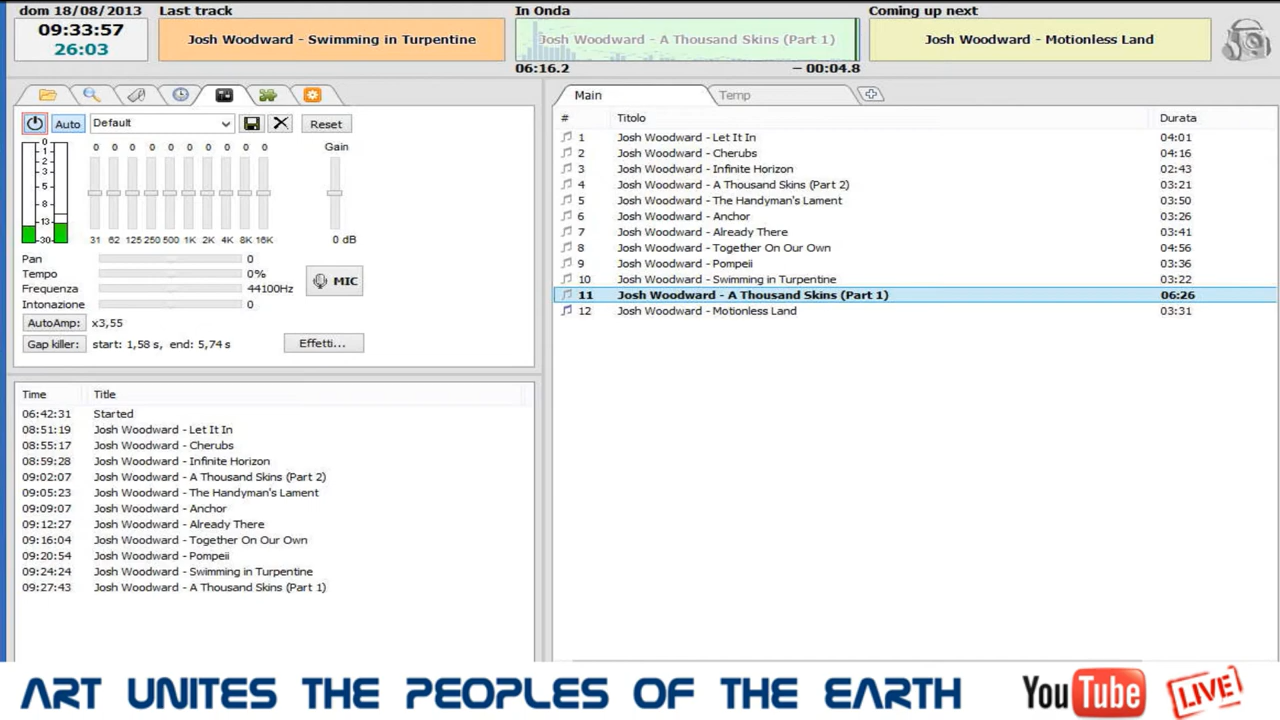 dom 18/08/2013
09:33:57
26:03
Last track
Josh Woodward - Swimming in Turpentine
In Onda
Josh Woodward - A Thousand Skins (Part 1)
06:16.2
− 00:04.8
Coming up next
Josh Woodward - Motionless Land
Auto
Default
Reset
0 0 0 0 0 0 0 0 0 0
Gain
0
1
2
3
5
8
13
30
31 62 125 250 500 1K 2K 4K 8K 16K
0 dB
Pan 0
Tempo 0%
Frequenza 44100Hz
Intonazione 0
MIC
AutoAmp: x3,55
Gap killer: start: 1,58 s, end: 5,74 s
Effetti...
Time Title
06:42:31 Started
08:51:19 Josh Woodward - Let It In
08:55:17 Josh Woodward - Cherubs
08:59:28 Josh Woodward - Infinite Horizon
09:02:07 Josh Woodward - A Thousand Skins (Part 2)
09:05:23 Josh Woodward - The Handyman's Lament
09:09:07 Josh Woodward - Anchor
09:12:27 Josh Woodward - Already There
09:16:04 Josh Woodward - Together On Our Own
09:20:54 Josh Woodward - Pompeii
09:24:24 Josh Woodward - Swimming in Turpentine
09:27:43 Josh Woodward - A Thousand Skins (Part 1)
Main
Temp
# Titolo Durata
1 Josh Woodward - Let It In 04:01
2 Josh Woodward - Cherubs 04:16
3 Josh Woodward - Infinite Horizon 02:43
4 Josh Woodward - A Thousand Skins (Part 2) 03:21
5 Josh Woodward - The Handyman's Lament 03:50
6 Josh Woodward - Anchor 03:26
7 Josh Woodward - Already There 03:41
8 Josh Woodward - Together On Our Own 04:56
9 Josh Woodward - Pompeii 03:36
10 Josh Woodward - Swimming in Turpentine 03:22
11 Josh Woodward - A Thousand Skins (Part 1) 06:26
12 Josh Woodward - Motionless Land 03:31
ART UNITES THE PEOPLES OF THE EARTH
YouTube
LIVE